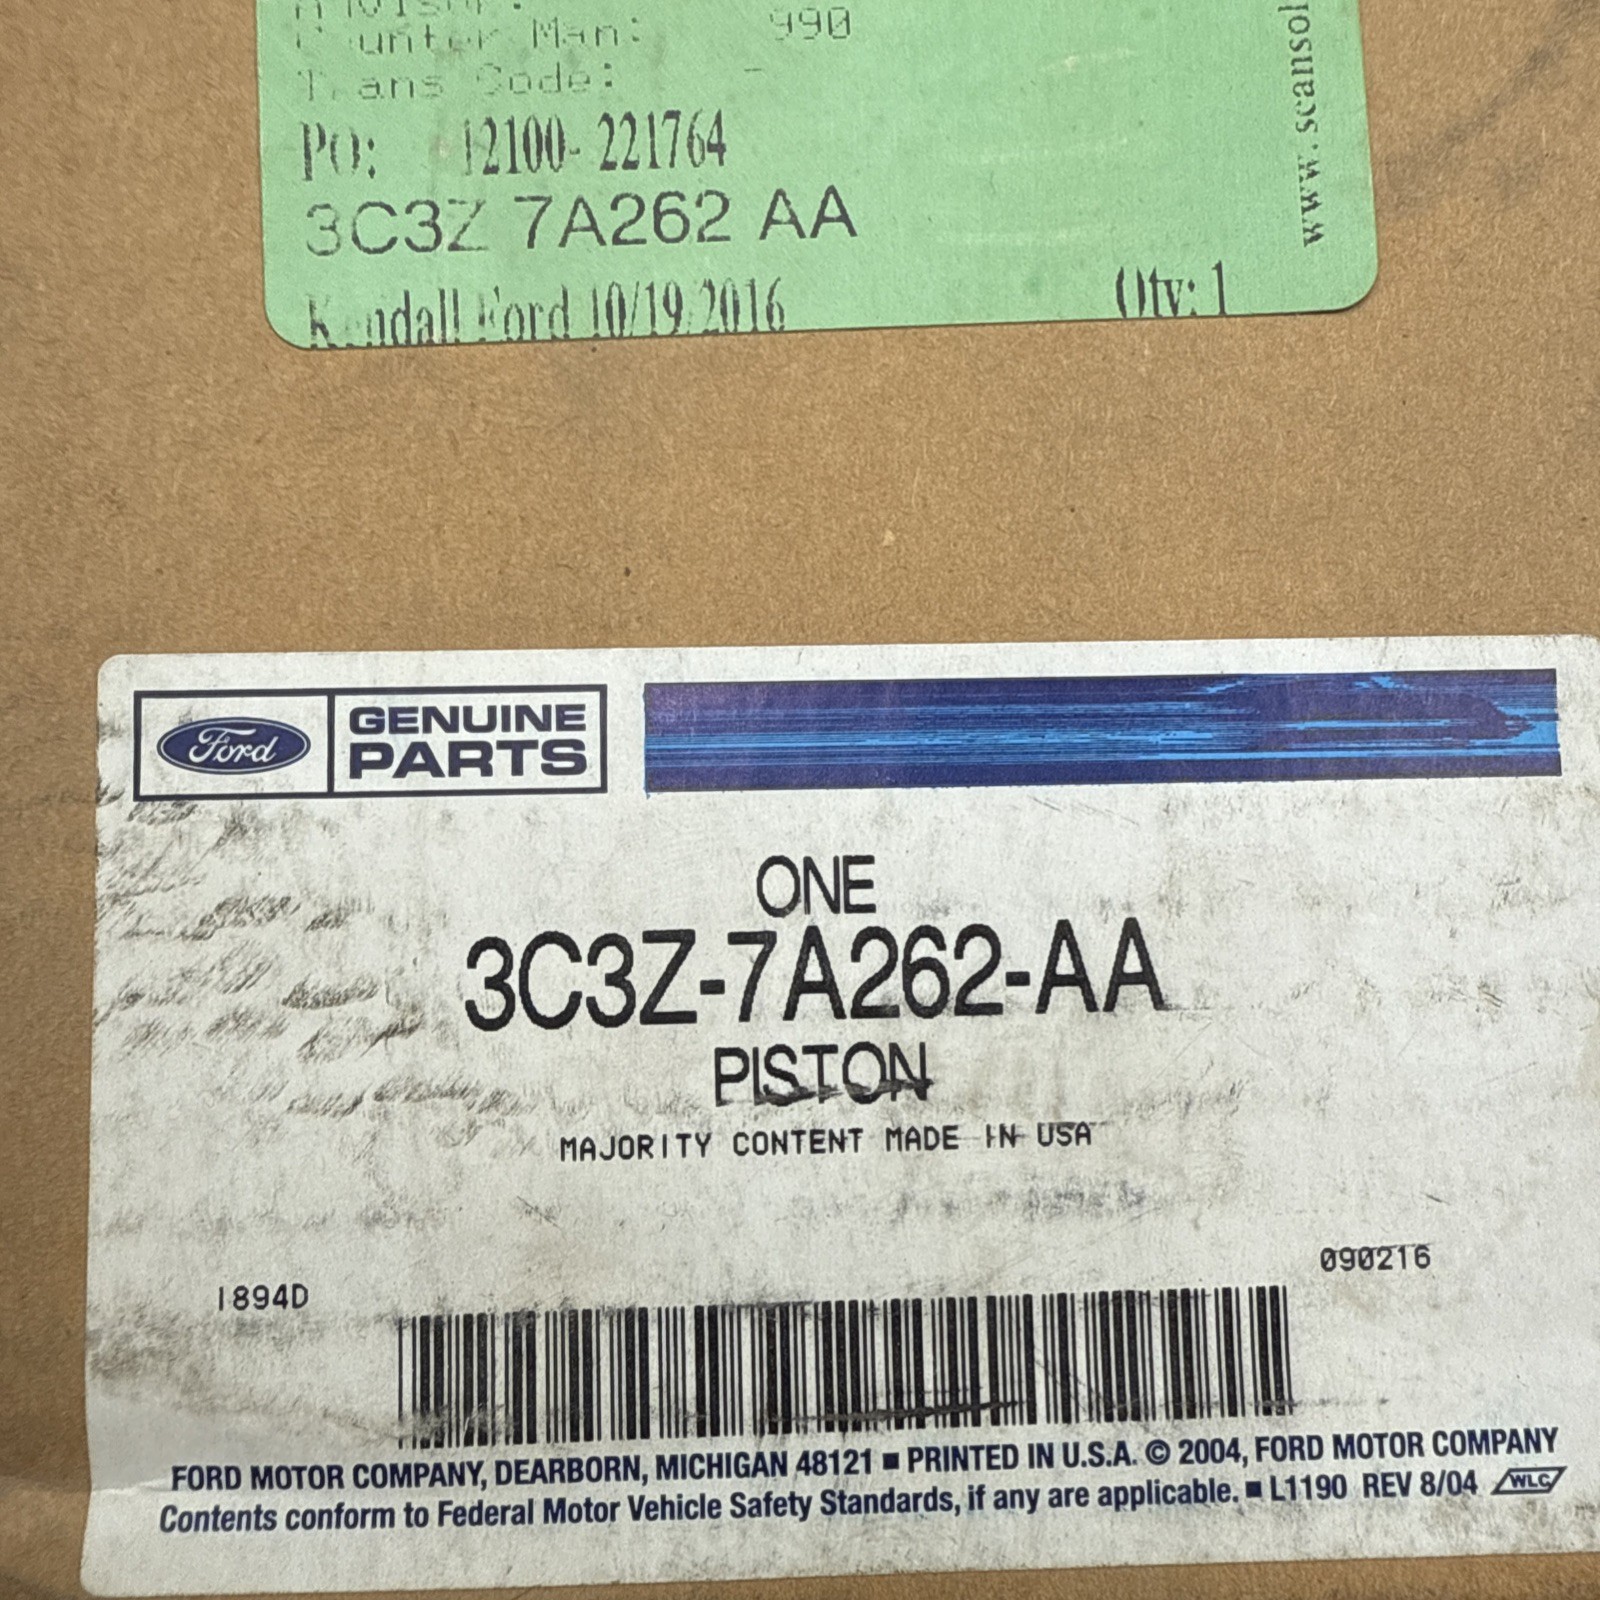 Counter Man: 990
Trans Code: -
PO: 12100- 221764
3C3Z 7A262 AA
Kendall Ford 10/19/2016 Qty: 1
www.scansol
Ford GENUINE
PARTS
ONE
3C3Z-7A262-AA
PISTON
MAJORITY CONTENT MADE IN USA
090216
1894D
FORD MOTOR COMPANY, DEARBORN, MICHIGAN 48121 ■ PRINTED IN U.S.A. © 2004, FORD MOTOR COMPANY
Contents conform to Federal Motor Vehicle Safety Standards, if any are applicable. ■ L1190 REV 8/04 WLC